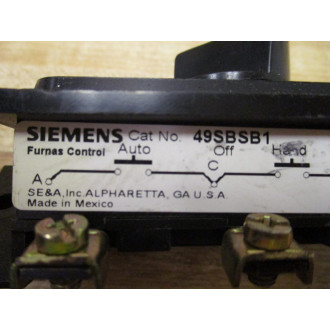 SIEMENS Cat No. 49SBSB1
Furnas Control Auto Off Hand
A C
SE&A, Inc. ALPHARETTA, GA U.S.A.
Made in Mexico